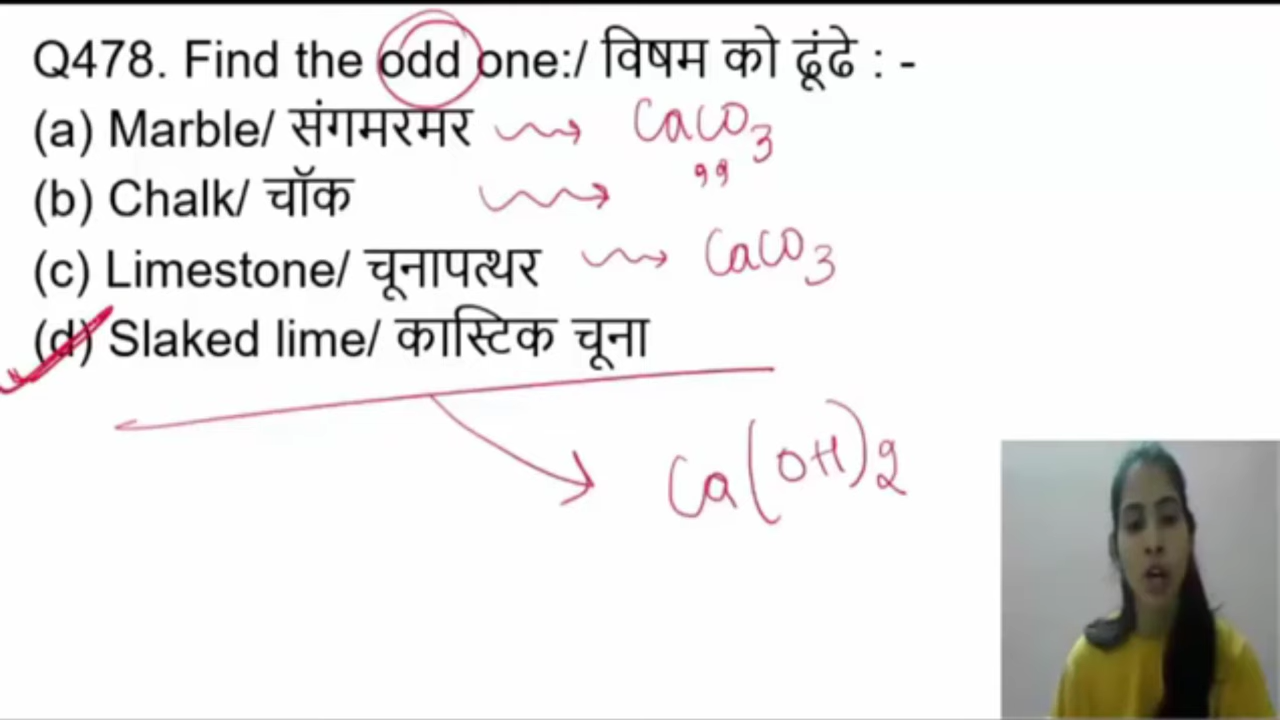 Q478. Find the odd one:/ विषम को ढूंढे : -
(a) Marble/ संगमरमर CaCO3
(b) Chalk/ चॉक ,,
(c) Limestone/ चूनापत्थर CaCO3
(d) Slaked lime/ कास्टिक चूना
Ca(OH)2